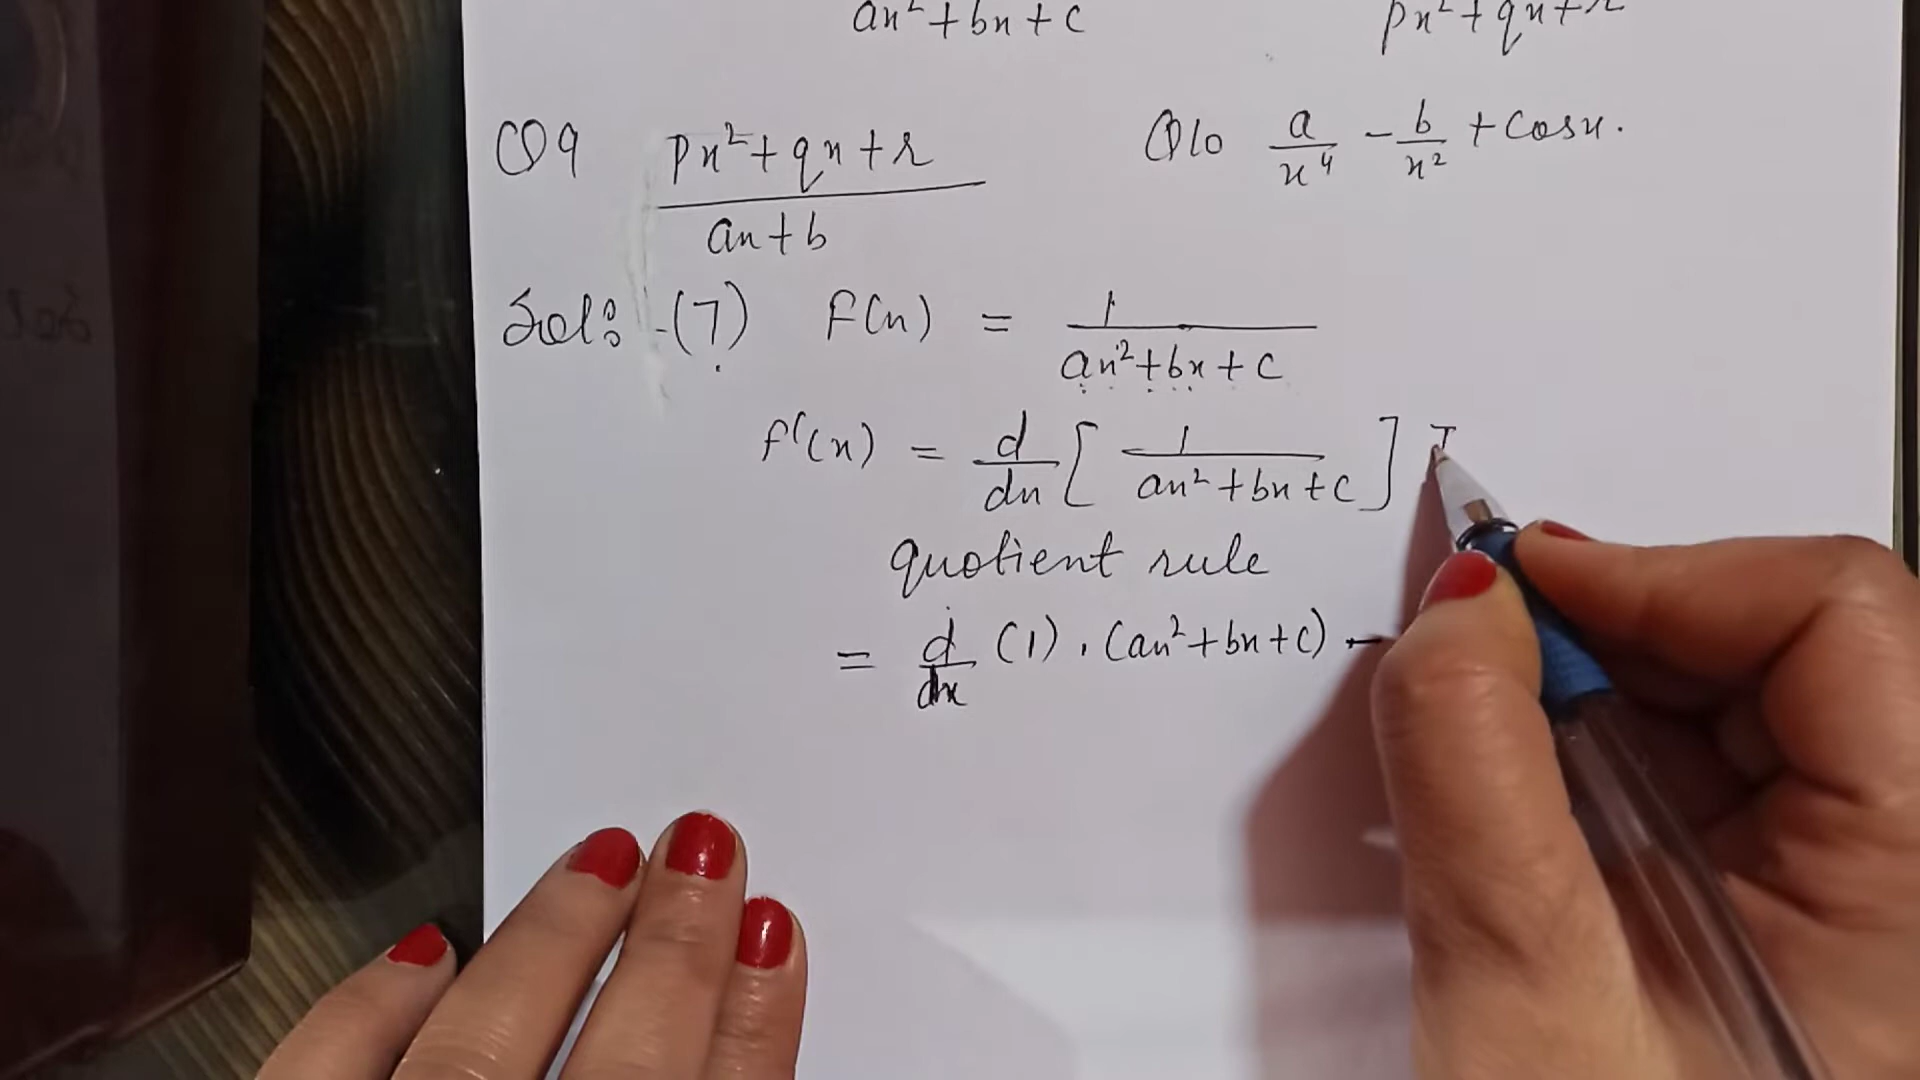 ax²+bx+c px²+qx+r
Q9 px²+qx+r Q10 a/x⁴ - b/x² + cosx.
ax+b
Sol: -(7) f(x) = 1/(ax²+bx+c)
f'(x) = d/dx [1/(ax²+bx+c)] I
quotient rule
= d/dx (1) . (ax²+bx+c) -